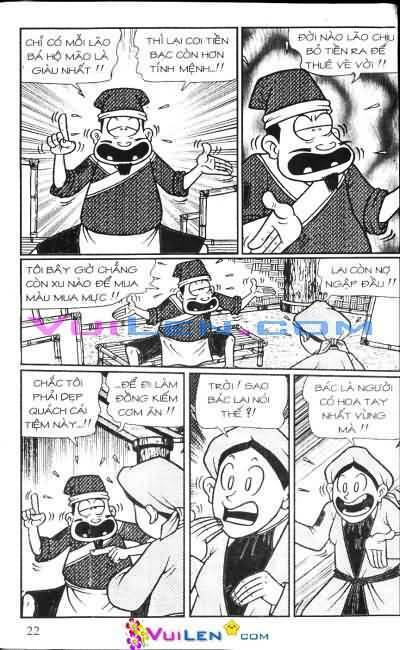 CHỈ CÓ MỖI LÃO
BÁ HỘ MÃO LÀ
GIÀU NHẤT !!
THÌ LẠI COI TIỀN
BẠC CÒN HƠN
TÍNH MỆNH...!!
ĐỜI NÀO LÃO CHỊU
BỎ TIỀN RA ĐỂ
THUÊ VẼ VỜI !!
TÔI BÂY GIỜ CHẲNG
CÒN XU NÀO ĐỂ MUA
MÀU MUA MỰC !!
LẠI CÒN NỢ
NGẬP ĐẦU !!
VUILEN.COM
CHẮC TÔI
PHẢI DẸP
QUÁCH CÁI
TIỆM NÀY...!!
...ĐỂ ĐI LÀM
ĐỒNG KIẾM
CƠM ĂN !!
TRỜI ! SAO
BÁC LẠI NÓI
THẾ ?!
BÁC LÀ NGƯỜI
CÓ HOA TAY
NHẤT VÙNG
MÀ !!
22
VUILEN.COM